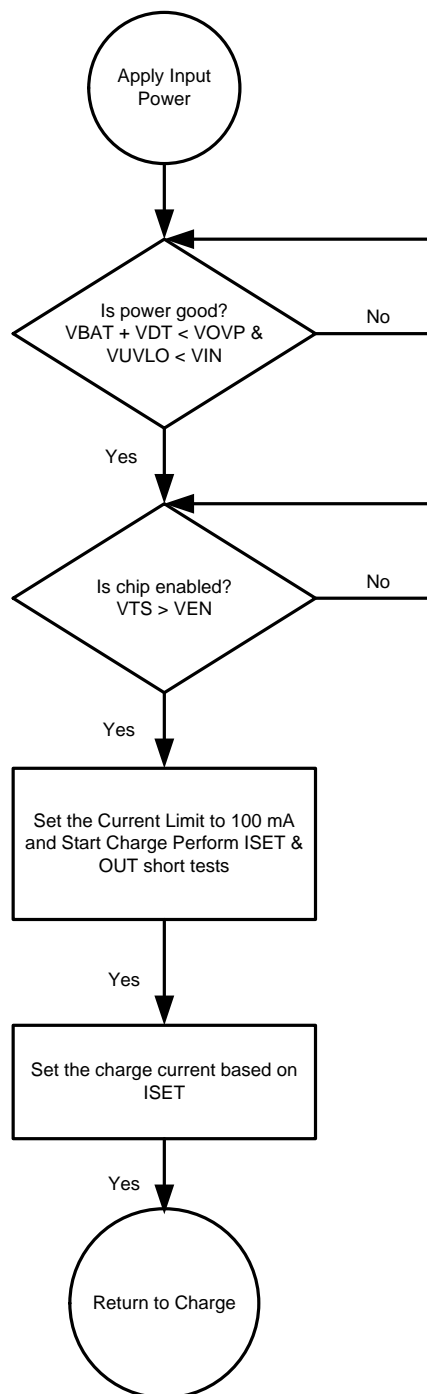 Apply Input
Power
Is power good?
VBAT + VDT < VOVP &
VUVLO < VIN
No
Yes
Is chip enabled?
VTS > VEN
No
Yes
Set the Current Limit to 100 mA
and Start Charge Perform ISET &
OUT short tests
Yes
Set the charge current based on
ISET
Yes
Return to Charge